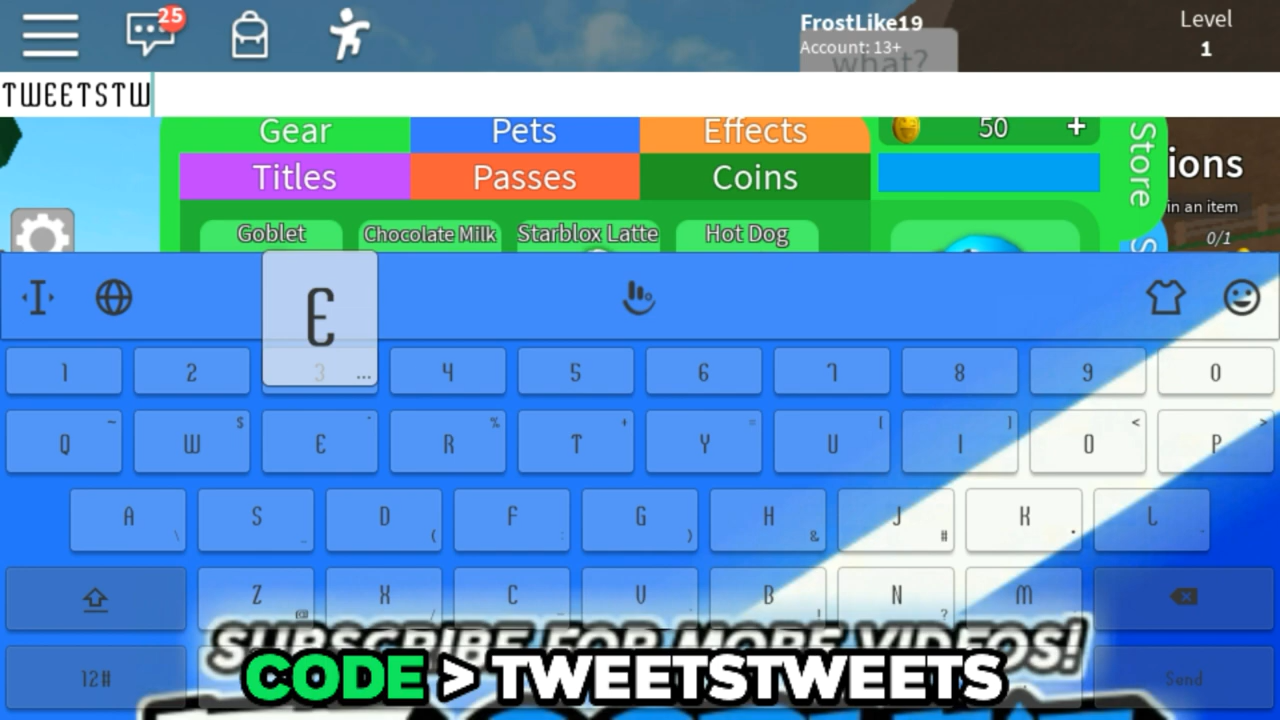 25
FrostLike19
Level
Account: 13+
1
what?
TWEETSTW
Gear Pets Effects 50 +
Store
Titles Passes Coins
ions
in an item
Goblet Chocolate Milk Starblox Latte Hot Dog
0/1
S
E
1 2 3 ... 4 5 6 7 8 9 0
Q ~ W $ E R % T + Y = U [ I ] O < P >
A \ S _ D ( F : G ) H & J # K . L -
Z @ X / C V B ! N ? M
SUBSCRIBE FOR MORE VIDEOS!
CODE > TWEETSTWEETS
12# Send